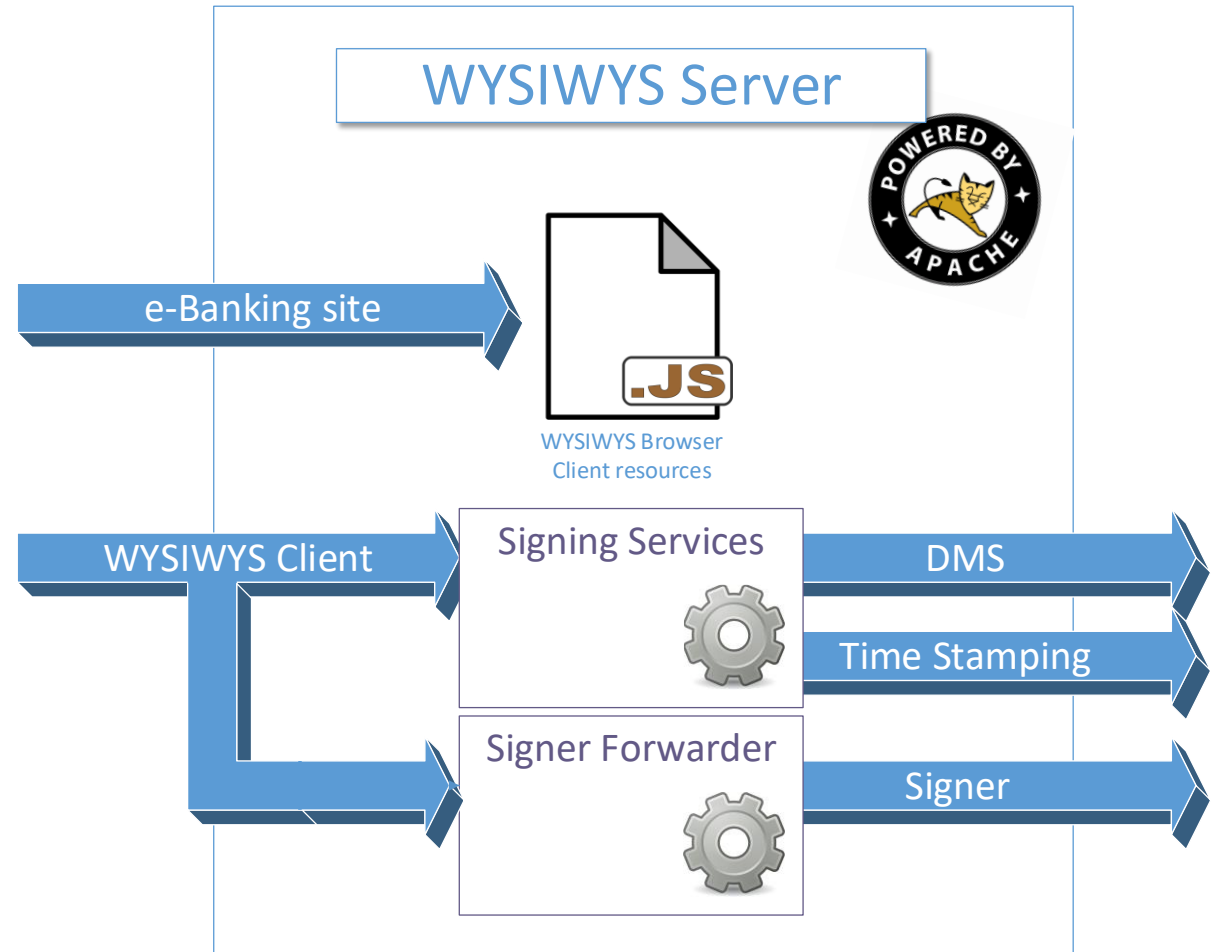 WYSIWYS Server
POWERED BY
APACHE
e-Banking site
.JS
WYSIWYS Browser
Client resources
WYSIWYS Client
Signing Services
DMS
Time Stamping
Signer Forwarder
Signer